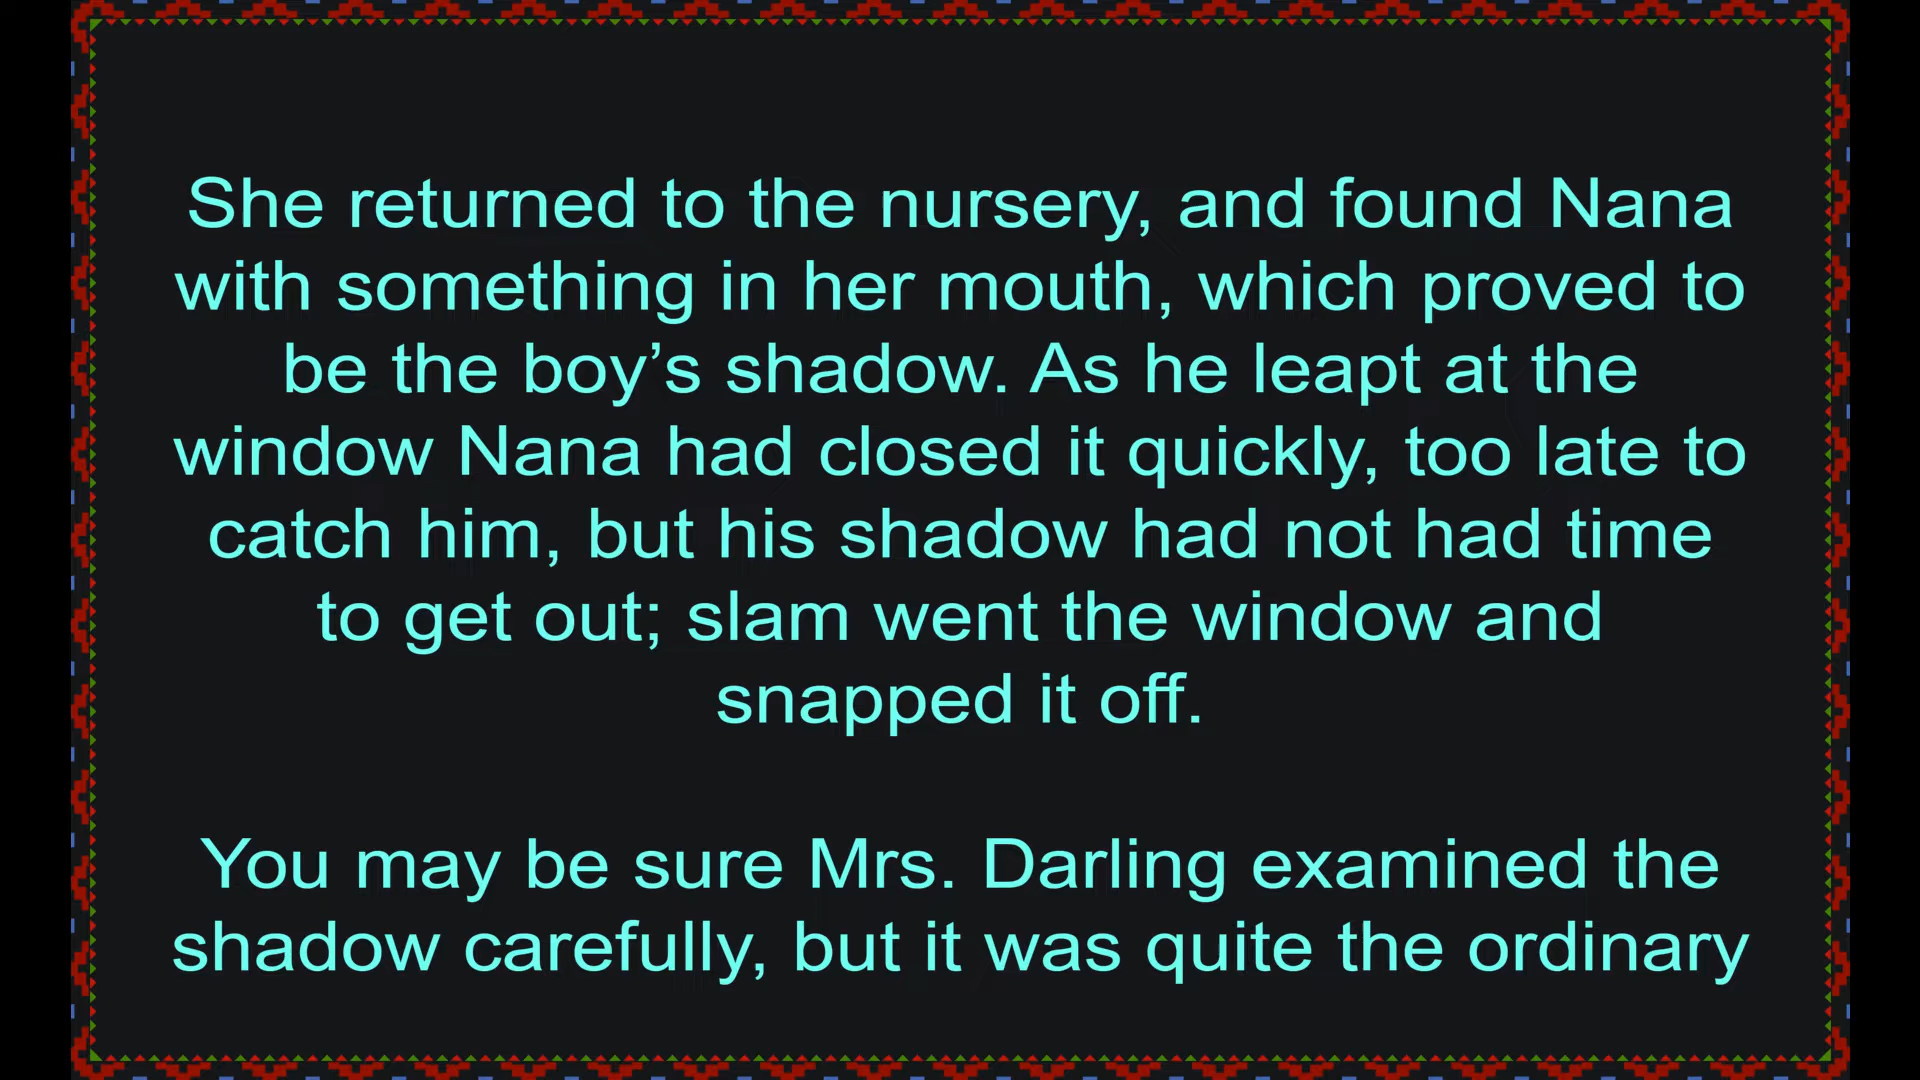 She returned to the nursery, and found Nana
with something in her mouth, which proved to
be the boy’s shadow. As he leapt at the
window Nana had closed it quickly, too late to
catch him, but his shadow had not had time
to get out; slam went the window and
snapped it off.
You may be sure Mrs. Darling examined the
shadow carefully, but it was quite the ordinary